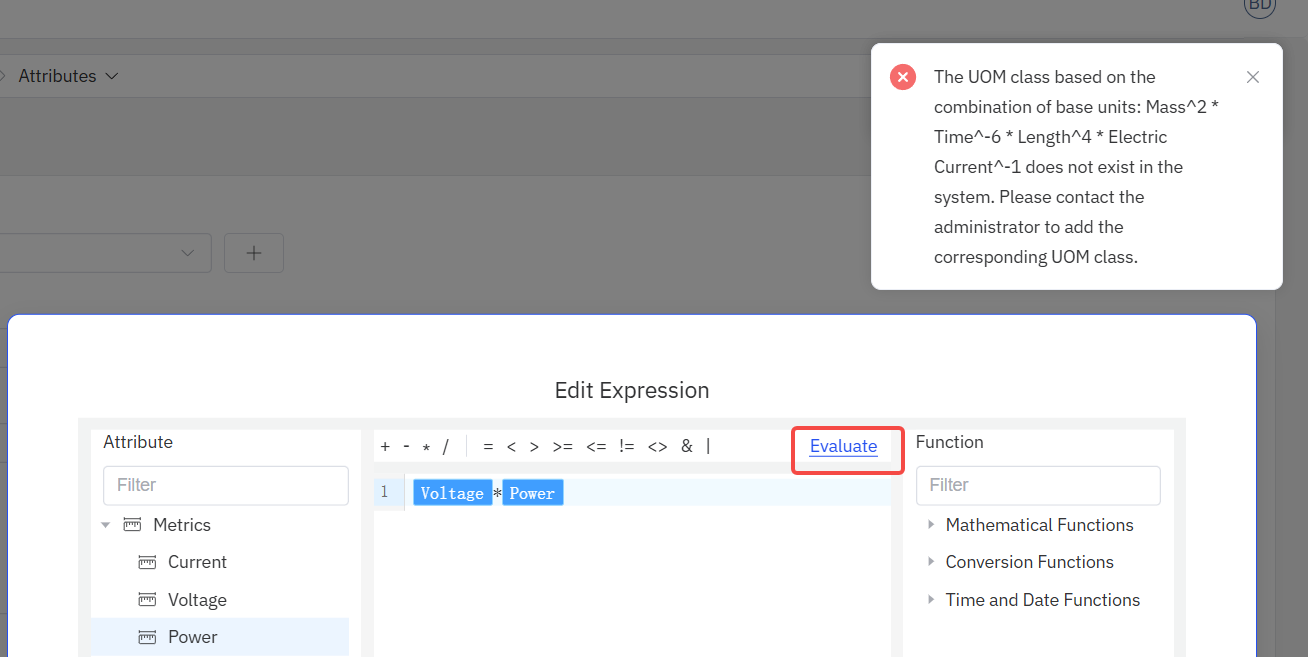 BD
Attributes
The UOM class based on the
combination of base units: Mass^2 *
Time^-6 * Length^4 * Electric
Current^-1 does not exist in the
system. Please contact the
administrator to add the
corresponding UOM class.
Edit Expression
Attribute
+ - * / = < > >= <= != <> & |
Evaluate
Function
Filter
1 Voltage*Power
Filter
Metrics
Current
Voltage
Power
Mathematical Functions
Conversion Functions
Time and Date Functions